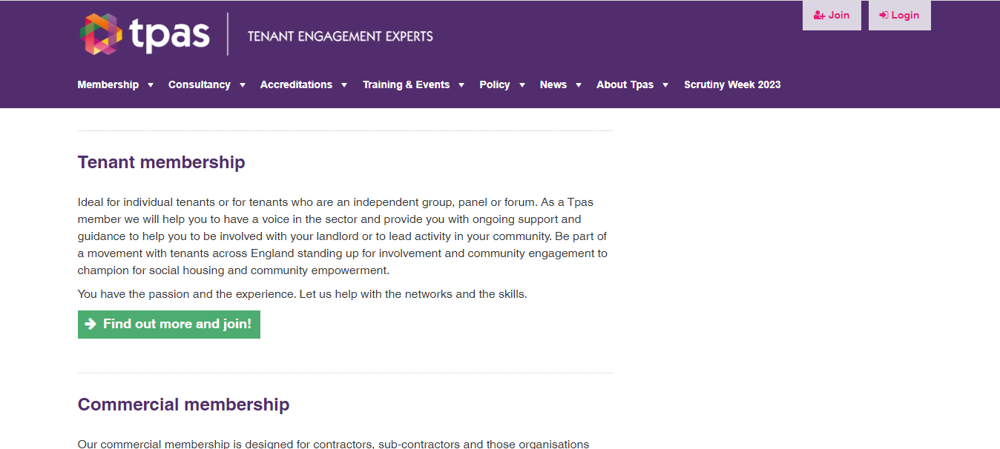 Join
Login
tpas
TENANT ENGAGEMENT EXPERTS
Membership Consultancy Accreditations Training & Events Policy News About Tpas Scrutiny Week 2023
Tenant membership
Ideal for individual tenants or for tenants who are an independent group, panel or forum. As a Tpas
member we will help you to have a voice in the sector and provide you with ongoing support and
guidance to help you to be involved with your landlord or to lead activity in your community. Be part of
a movement with tenants across England standing up for involvement and community engagement to
champion for social housing and community empowerment.
You have the passion and the experience. Let us help with the networks and the skills.
Find out more and join!
Commercial membership
Our commercial membership is designed for contractors, sub-contractors and those organisations